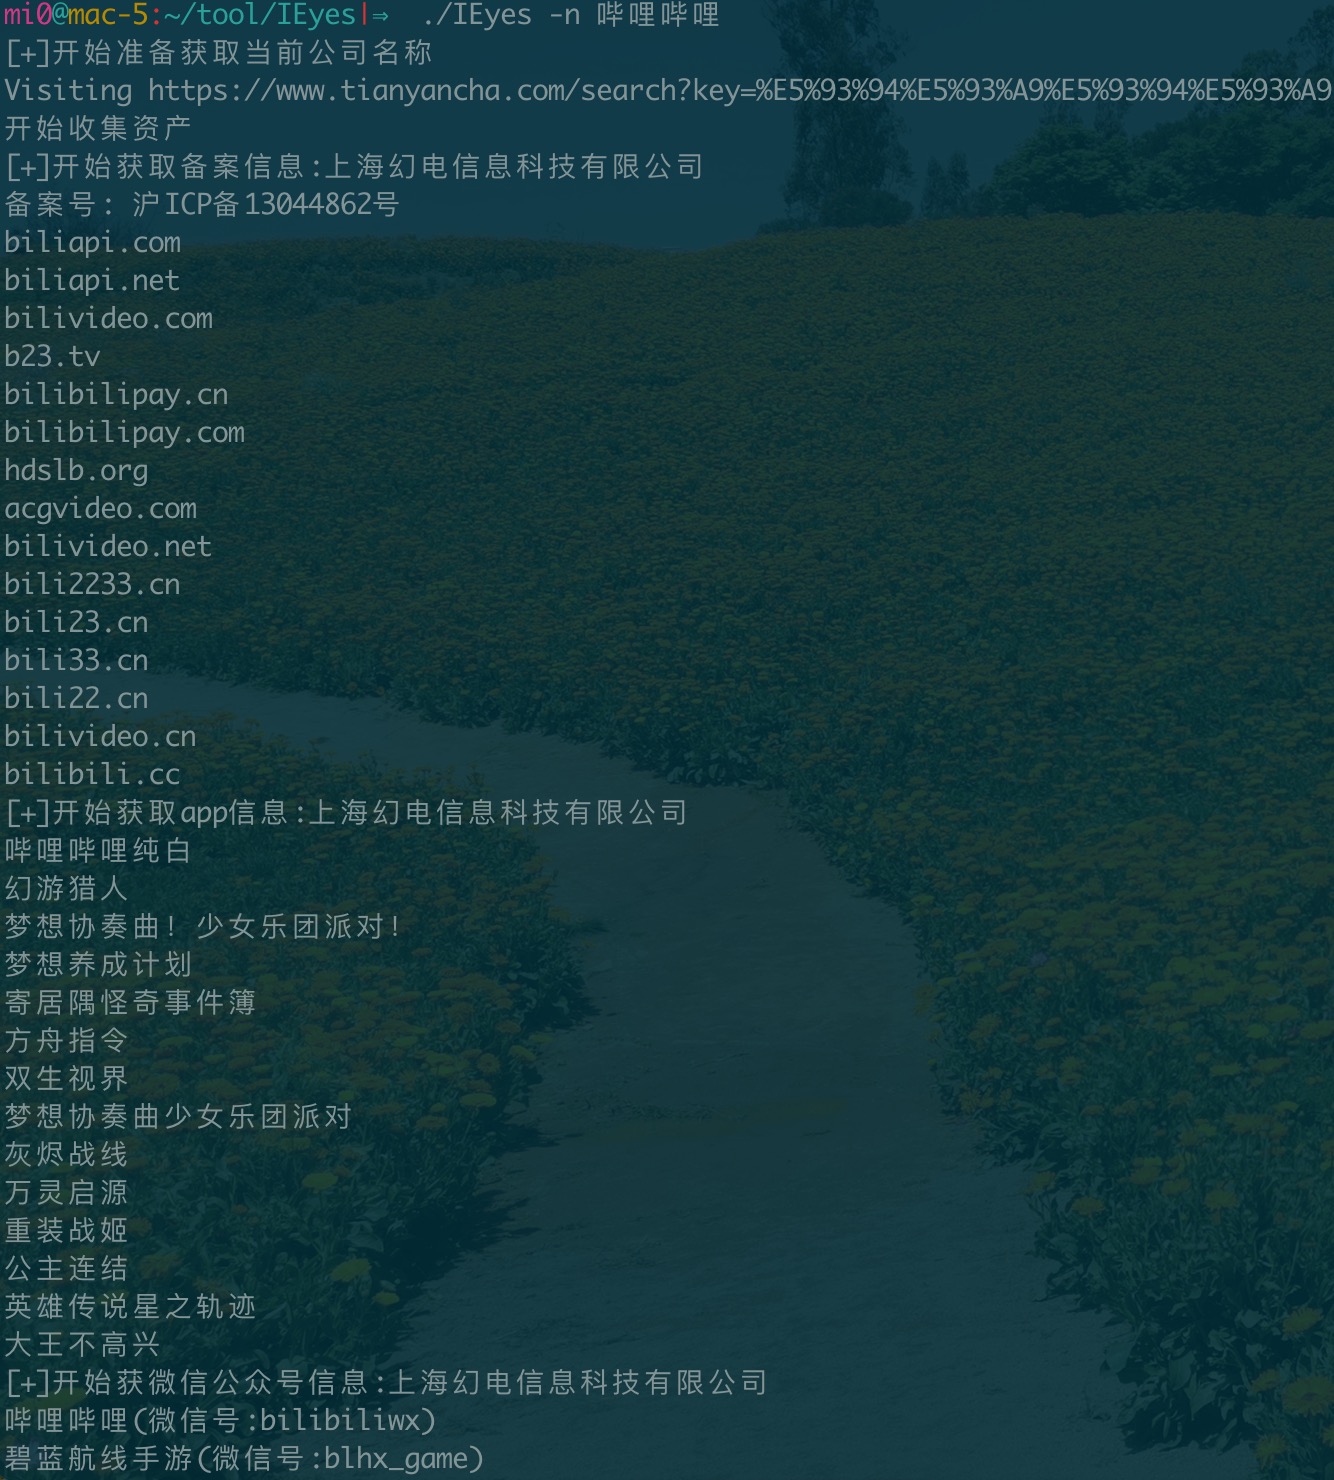 mi0@mac-5:~/tool/IEyes|⇒  ./IEyes -n 哔哩哔哩
[+]开始准备获取当前公司名称
Visiting https://www.tianyancha.com/search?key=%E5%93%94%E5%93%A9%E5%93%94%E5%93%A9
开始收集资产
[+]开始获取备案信息:上海幻电信息科技有限公司
备案号: 沪ICP备13044862号
biliapi.com
biliapi.net
bilivideo.com
b23.tv
bilibilipay.cn
bilibilipay.com
hdslb.org
acgvideo.com
bilivideo.net
bili2233.cn
bili23.cn
bili33.cn
bili22.cn
bilivideo.cn
bilibili.cc
[+]开始获取app信息:上海幻电信息科技有限公司
哔哩哔哩纯白
幻游猎人
梦想协奏曲！少女乐团派对！
梦想养成计划
寄居隅怪奇事件簿
方舟指令
双生视界
梦想协奏曲少女乐团派对
灰烬战线
万灵启源
重装战姬
公主连结
英雄传说星之轨迹
大王不高兴
[+]开始获微信公众号信息:上海幻电信息科技有限公司
哔哩哔哩(微信号:bilibiliwx)
碧蓝航线手游(微信号:blhx_game)